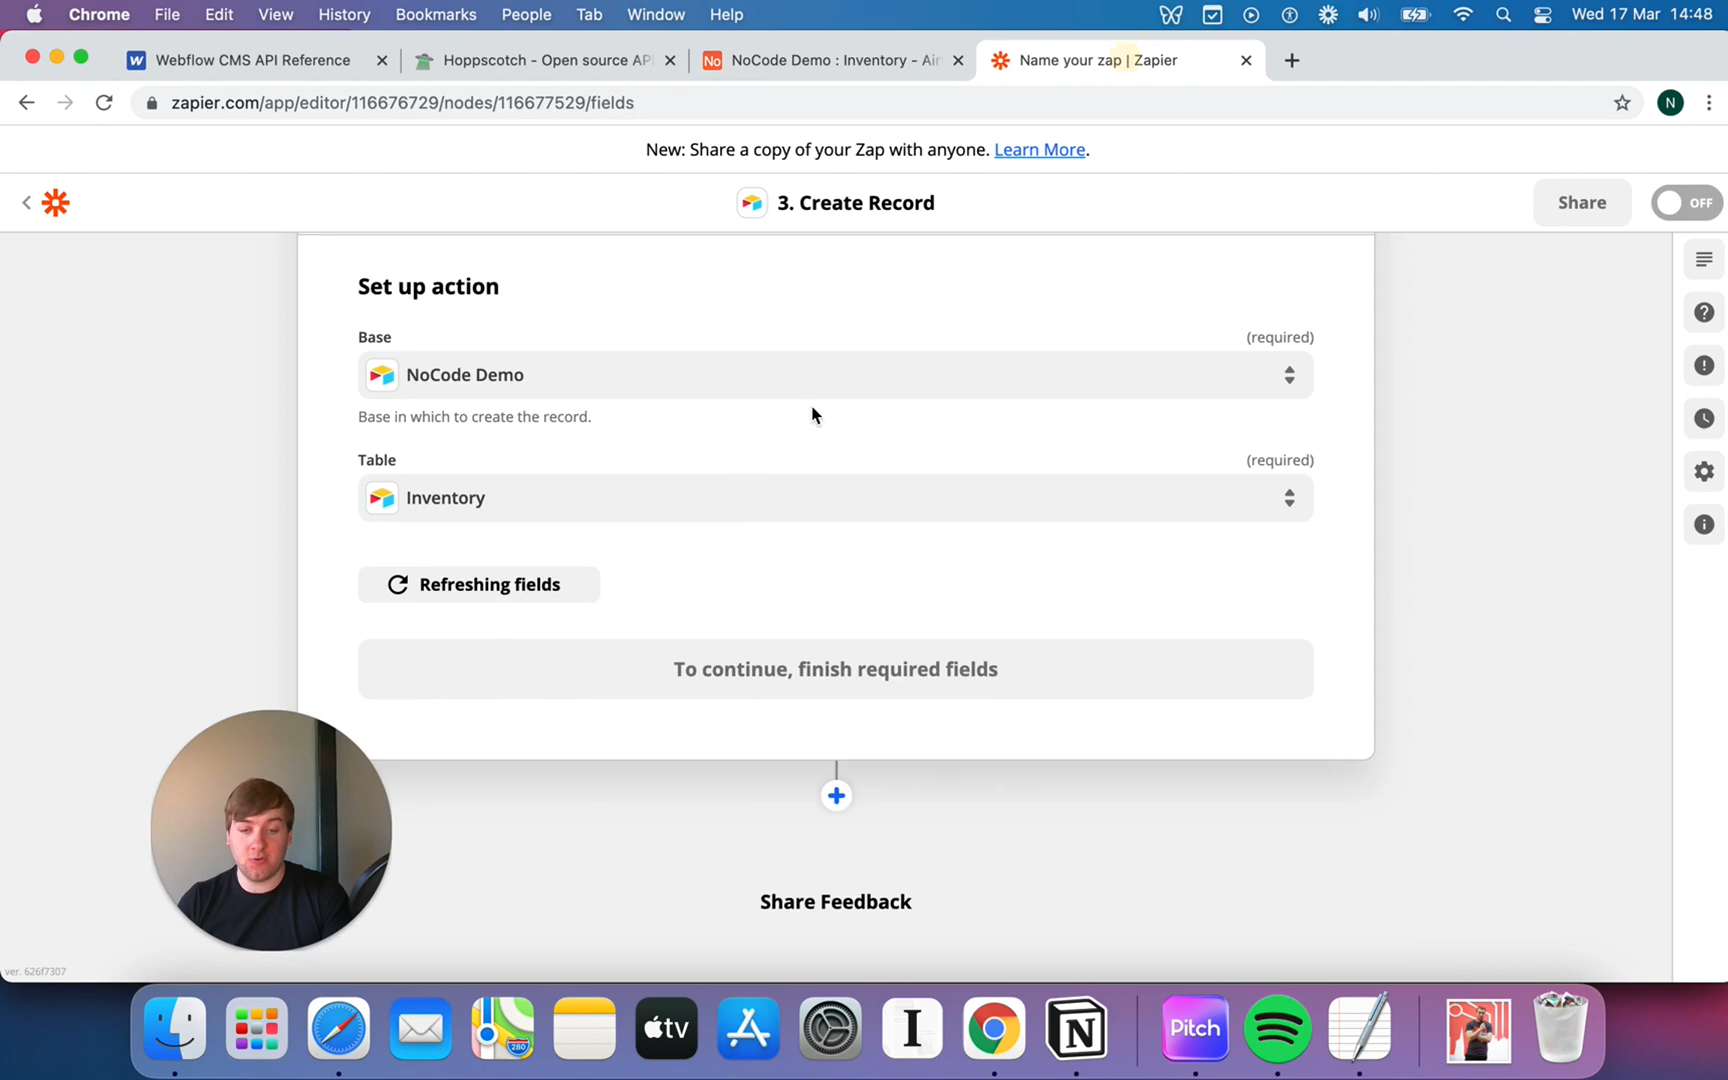 Chrome File Edit View History Bookmarks People Tab Window Help Wed 17 Mar 14:48
Webflow CMS API Reference Hoppscotch - Open source API No NoCode Demo : Inventory - Air Name your zap | Zapier
zapier.com/app/editor/116676729/nodes/116677529/fields N
New: Share a copy of your Zap with anyone. Learn More.
3. Create Record Share OFF
Set up action
Base (required)
NoCode Demo
Base in which to create the record.
Table (required)
Inventory
Refreshing fields
To continue, finish required fields
Share Feedback
ver. 626f7307
280 tv I N Pitch